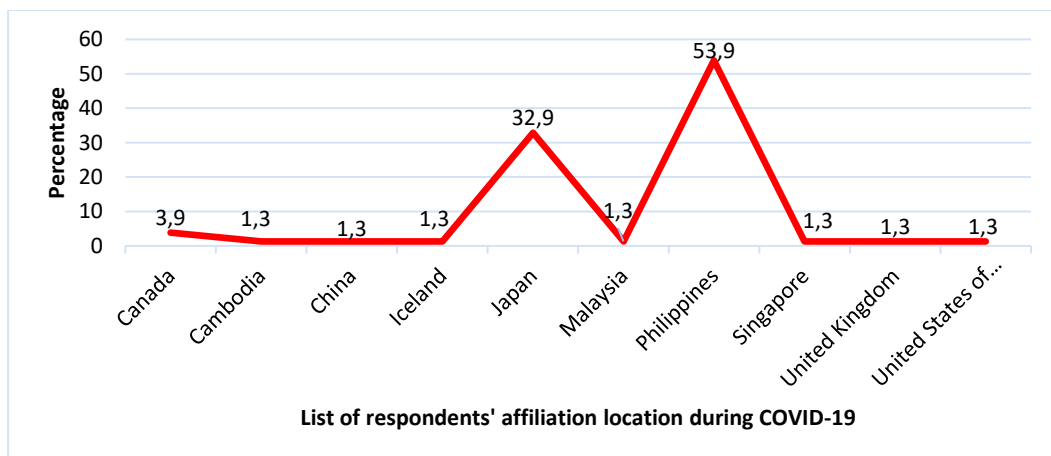 60
50
40
30
20
10
0
Percentage
3,9
1,3
1,3
1,3
32,9
1,3
53,9
1,3
1,3
1,3
Canada
Cambodia
China
Iceland
Japan
Malaysia
Philippines
Singapore
United Kingdom
United States of...
List of respondents' affiliation location during COVID-19